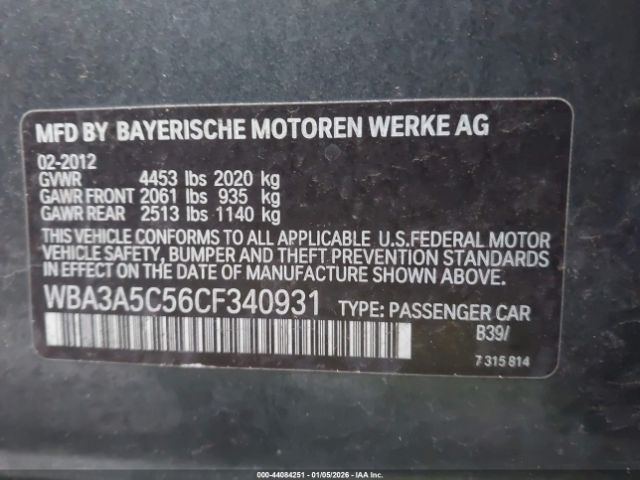 MFD BY BAYERISCHE MOTOREN WERKE AG
02-2012
GVWR 4453 lbs 2020 kg
GAWR FRONT 2061 lbs 935 kg
GAWR REAR 2513 lbs 1140 kg
THIS VEHICLE CONFORMS TO ALL APPLICABLE U.S.FEDERAL MOTOR
VEHICLE SAFETY, BUMPER AND THEFT PREVENTION STANDARDS
IN EFFECT ON THE DATE OF MANUFACTURE SHOWN ABOVE.
WBA3A5C56CF340931 TYPE: PASSENGER CAR
B39/
7 315 814
000-44084251 - 01/05/2026 - IAA Inc.